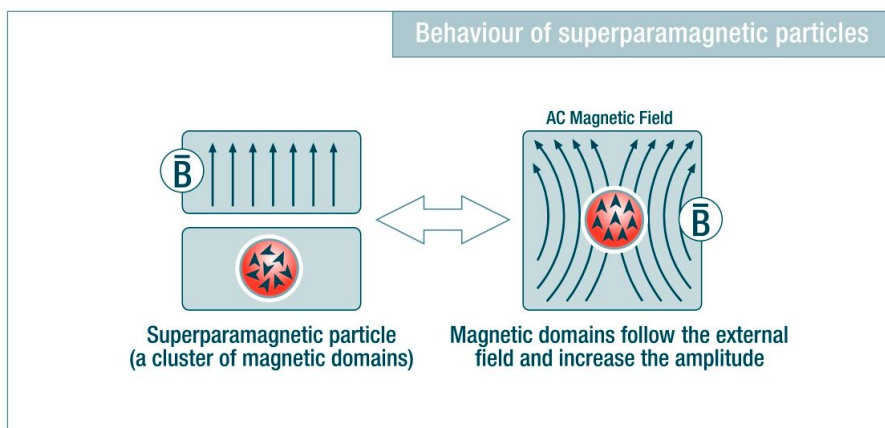 Behaviour of superparamagnetic particles
AC Magnetic Field
B̄
B̄
Superparamagnetic particle
(a cluster of magnetic domains)
Magnetic domains follow the external
field and increase the amplitude